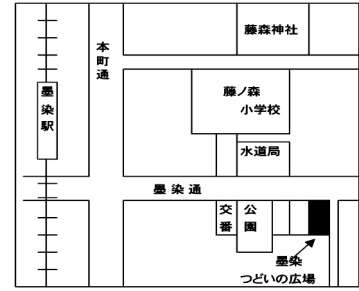 藤森神社
本町通
藤ノ森
小学校
墨染駅
水道局
墨染通
交番
公園
墨染
つどいの広場